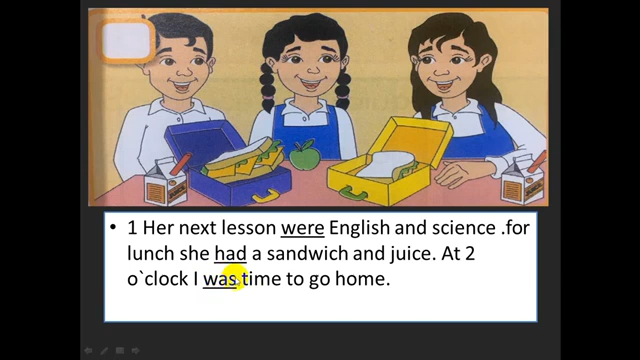 • 1 Her next lesson were English and science .for
lunch she had a sandwich and juice. At 2
o`clock I was time to go home.